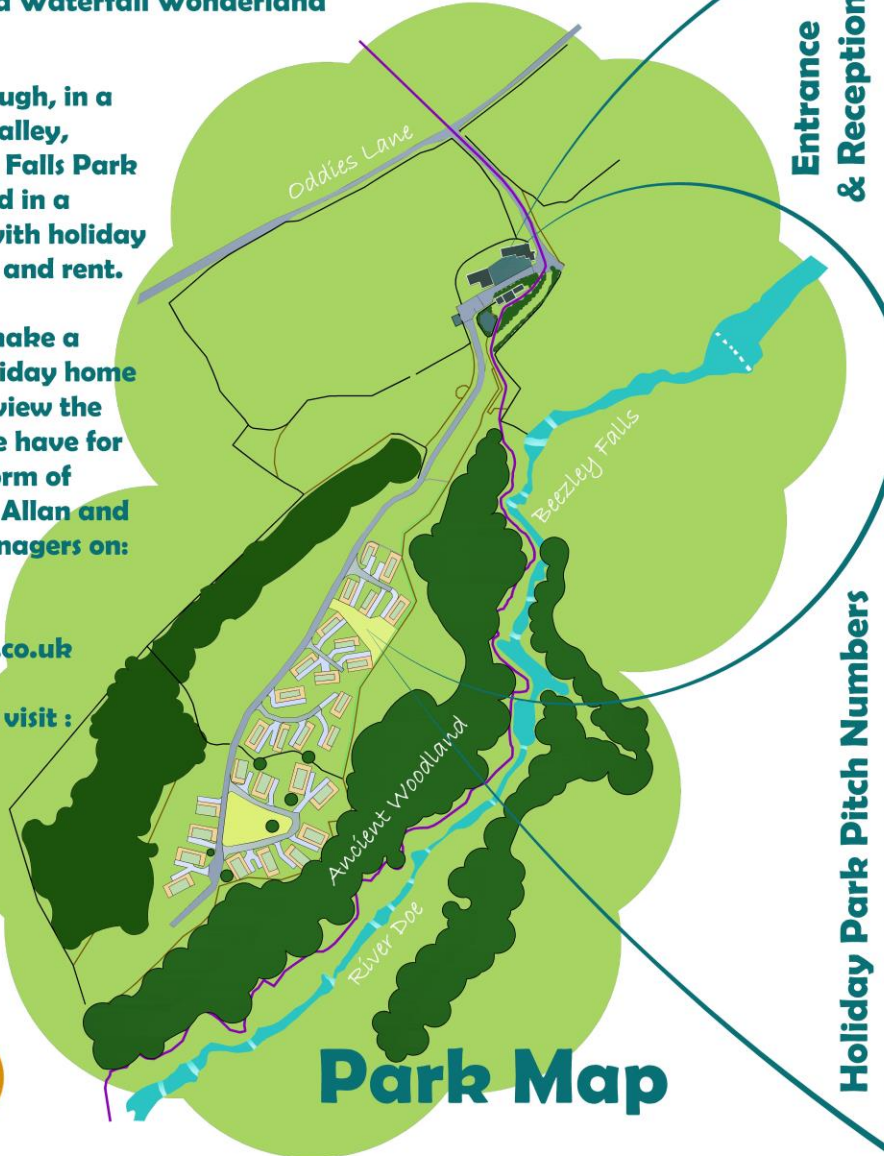 a Waterfall Wonderland
ugh, in a
alley,
Falls Park
d in a
with holiday
and rent.
make a
iday home
view the
e have for
orm of
Allan and
nagers on:
.co.uk
visit :
Oddies Lane
Beezley Falls
Ancient Woodland
River Doe
Park Map
Entrance
& Reception
Holiday Park Pitch Numbers